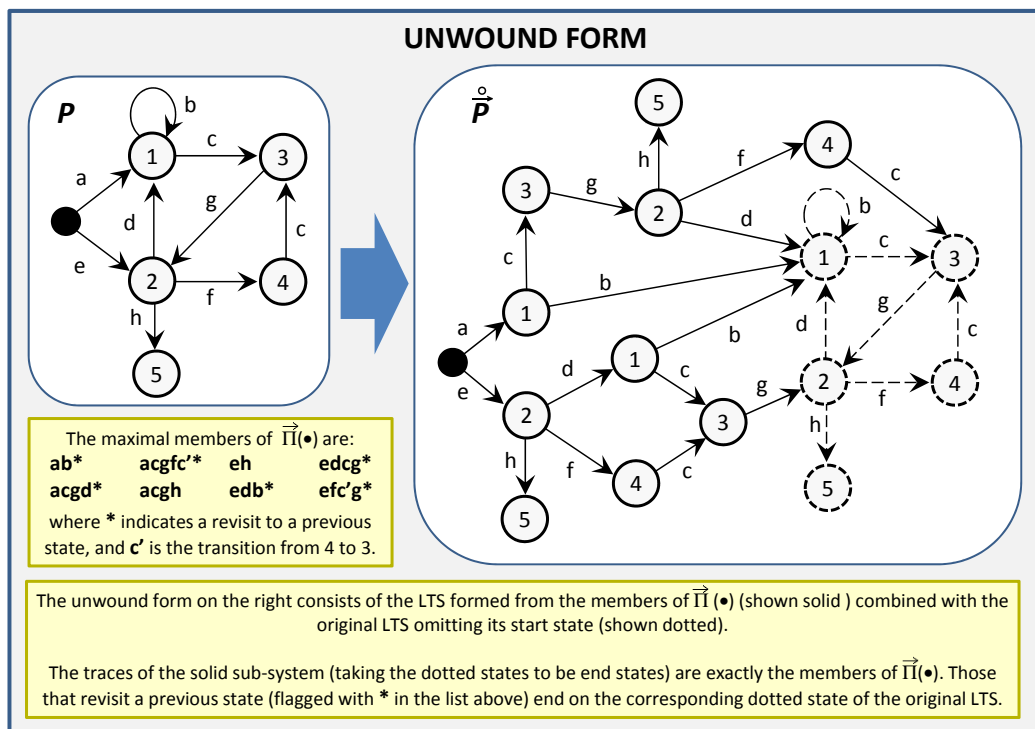 UNWOUND FORM
P
b
1
c
3
a
g
d
c
e
2
f
4
h
5
P
5
h
f
4
c
3
g
2
d
b
1
c
3
c
b
g
1
a
d
c
d
1
b
e
c
g
2
f
4
2
3
h
h
f
4
c
5
5
The maximal members of Π(•) are:
ab* acgfc'* eh edcg*
acgd* acgh edb* efc'g*
where * indicates a revisit to a previous
state, and c' is the transition from 4 to 3.
The unwound form on the right consists of the LTS formed from the members of Π (•) (shown solid ) combined with the
original LTS omitting its start state (shown dotted).
The traces of the solid sub-system (taking the dotted states to be end states) are exactly the members of Π(•). Those
that revisit a previous state (flagged with * in the list above) end on the corresponding dotted state of the original LTS.